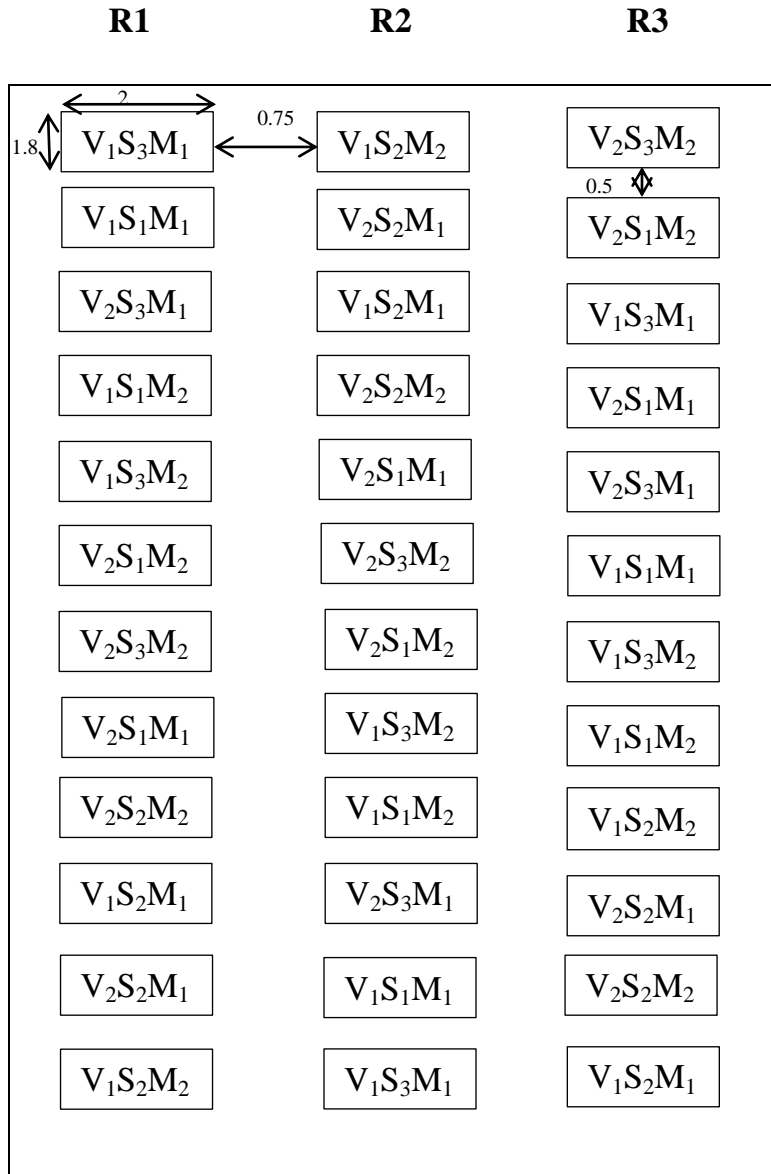 R1 R2 R3
2
0.75
1.8
V₁S₃M₁ V₁S₂M₂ V₂S₃M₂
0.5
V₁S₁M₁ V₂S₂M₁ V₂S₁M₂
V₂S₃M₁ V₁S₂M₁ V₁S₃M₁
V₁S₁M₂ V₂S₂M₂ V₂S₁M₁
V₁S₃M₂ V₂S₁M₁ V₂S₃M₁
V₂S₁M₂ V₂S₃M₂ V₁S₁M₁
V₂S₃M₂ V₂S₁M₂ V₁S₃M₂
V₂S₁M₁ V₁S₃M₂ V₁S₁M₂
V₂S₂M₂ V₁S₁M₂ V₁S₂M₂
V₁S₂M₁ V₂S₃M₁ V₂S₂M₁
V₂S₂M₁ V₁S₁M₁ V₂S₂M₂
V₁S₂M₂ V₁S₃M₁ V₁S₂M₁